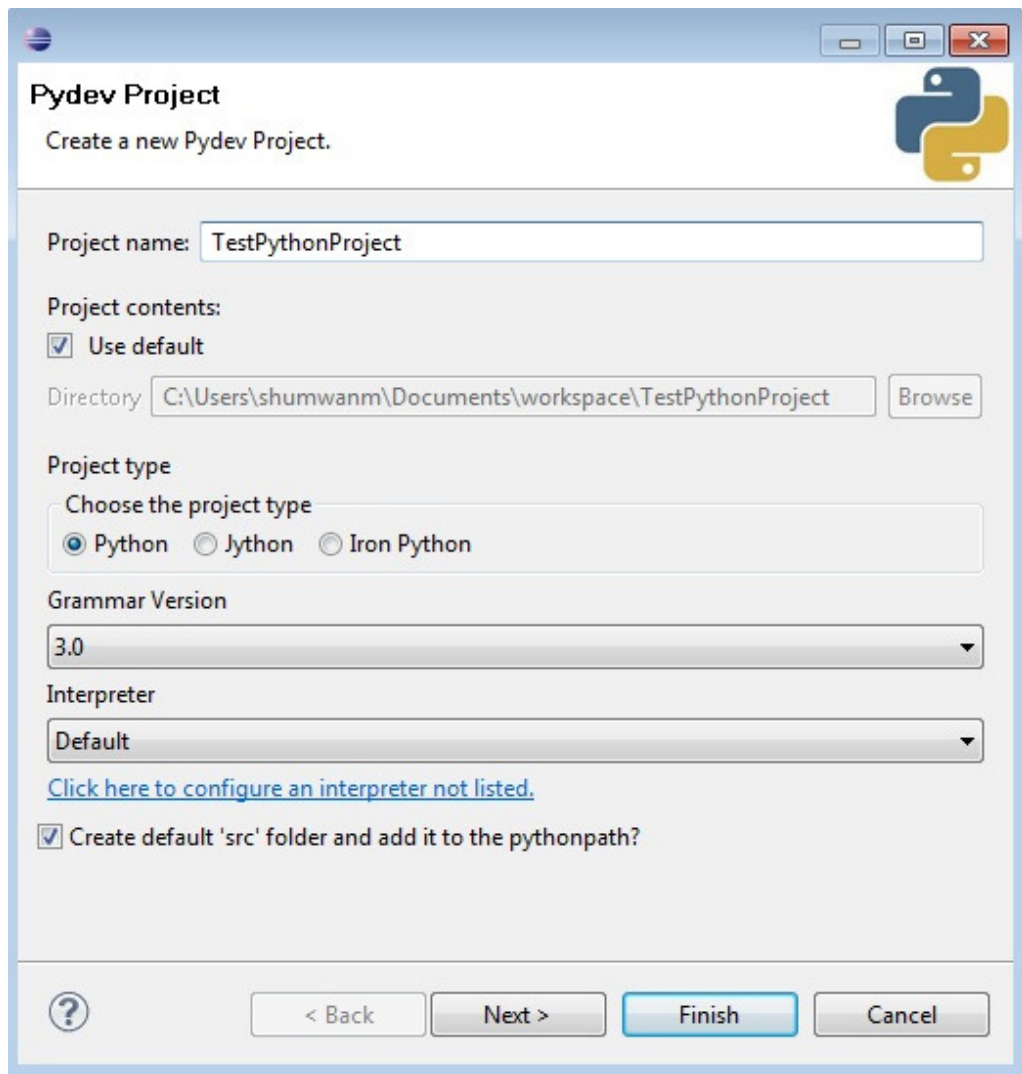 Pydev Project
Create a new Pydev Project.
Project name: TestPythonProject
Project contents:
Use default
Directory C:\Users\shumwanm\Documents\workspace\TestPythonProject Browse
Project type
Choose the project type
Python Jython Iron Python
Grammar Version
3.0
Interpreter
Default
Click here to configure an interpreter not listed.
Create default 'src' folder and add it to the pythonpath?
? < Back Next > Finish Cancel